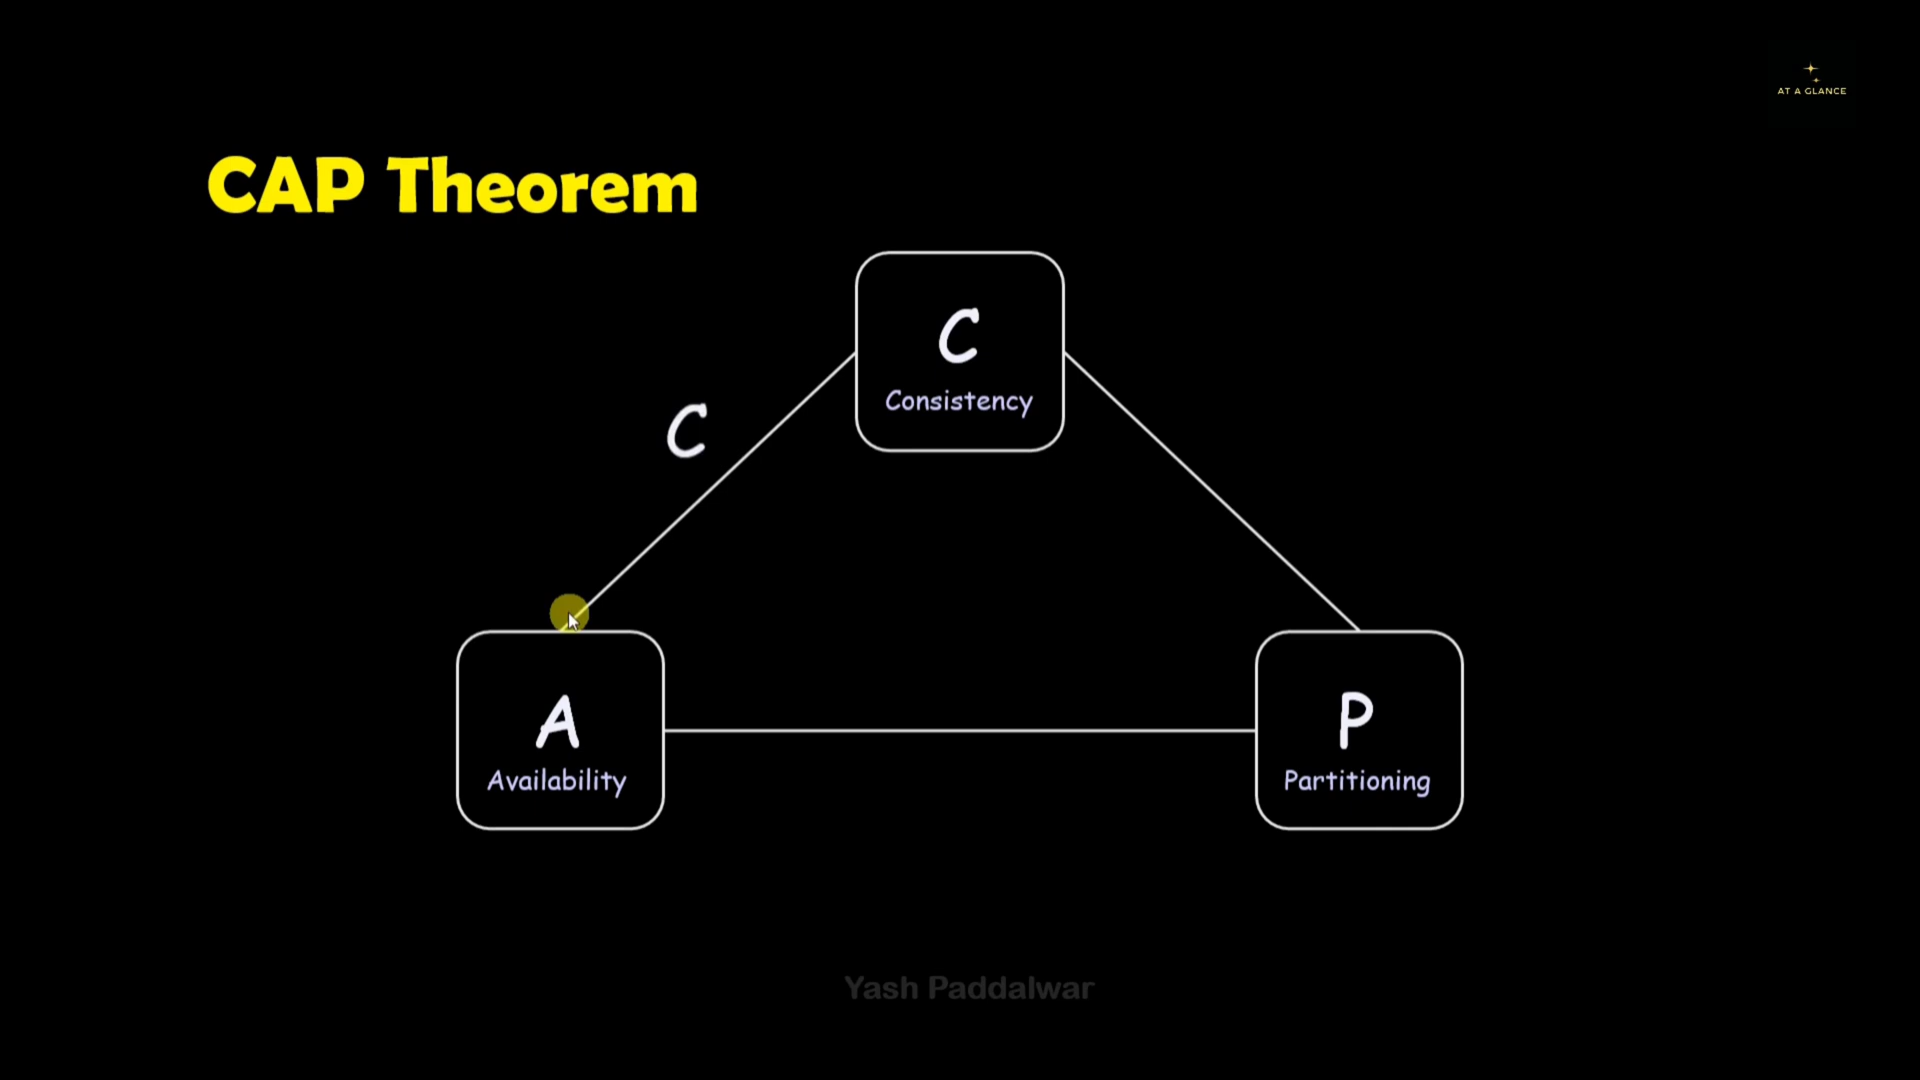 AT A GLANCE
CAP Theorem
C
Consistency
C
A
Availability
P
Partitioning
Yash Paddalwar